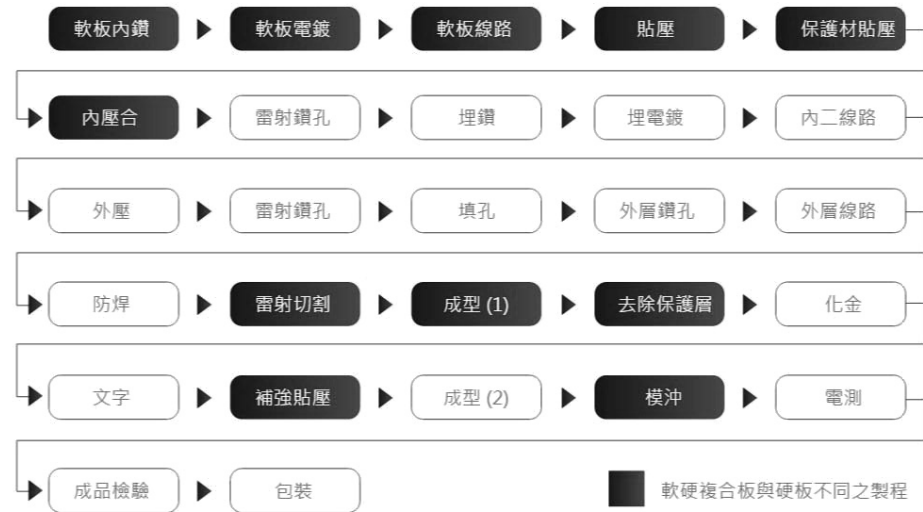 軟板內鑽 軟板電鍍 軟板線路 貼壓 保護材貼壓
內壓合 雷射鑽孔 埋鑽 埋電鍍 內二線路
外壓 雷射鑽孔 填孔 外層鑽孔 外層線路
防焊 雷射切割 成型 (1) 去除保護層 化金
文字 補強貼壓 成型 (2) 模沖 電測
成品檢驗 包裝
軟硬複合板與硬板不同之製程